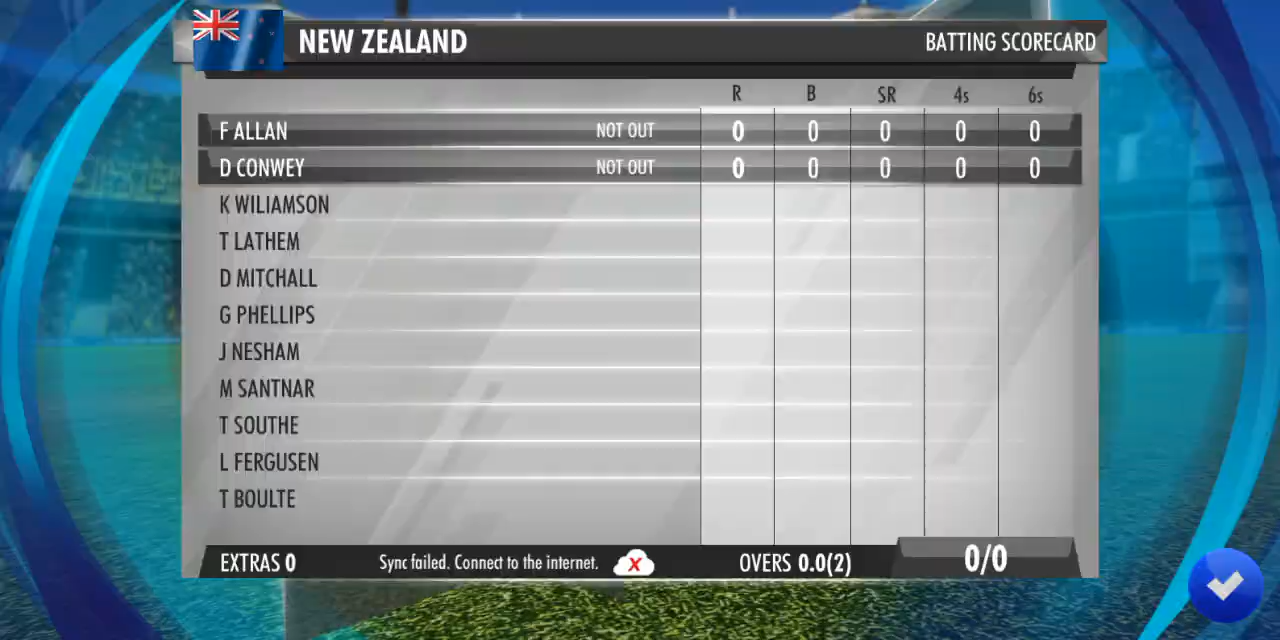 NEW ZEALAND BATTING SCORECARD
R B SR 4s 6s
F ALLAN NOT OUT 0 0 0 0 0
D CONWEY NOT OUT 0 0 0 0 0
K WILIAMSON
T LATHEM
D MITCHALL
G PHELLIPS
J NESHAM
M SANTNAR
T SOUTHE
L FERGUSEN
T BOULTE
EXTRAS 0 Sync failed. Connect to the internet. X OVERS 0.0(2) 0/0